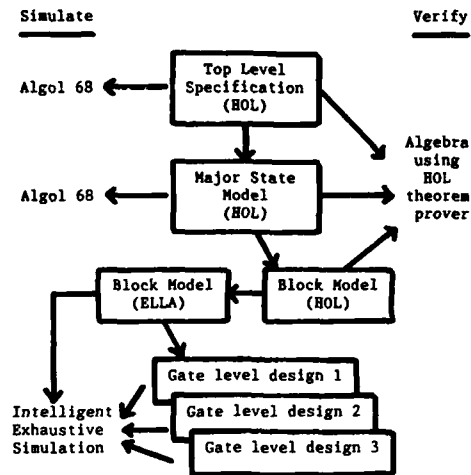 Simulate
Verify
Top Level
Specification
(HOL)
Algol 68
Algebra
using
HOL
theorem
prover
Major State
Model
(HOL)
Algol 68
Block Model
(ELLA)
Block Model
(HOL)
Gate level design 1
Gate level design 2
Gate level design 3
Intelligent
Exhaustive
Simulation